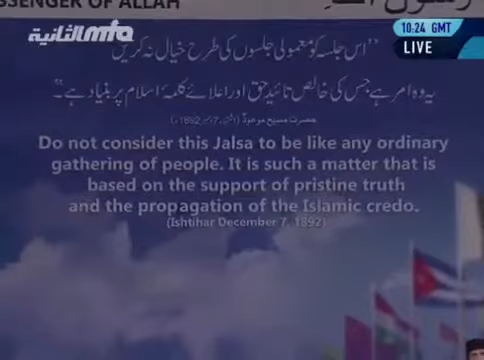 SSENGER OF ALLAH
mta الثانية
10:24 GMT
LIVE
"اس جلسہ کو معمولی جلسوں کی طرح خیال نہ کریں
یہ وہ امر ہے جس کی خالص تائید حق اور اعلائے کلمۂ اسلام پر بنیاد ہے"
Do not consider this Jalsa to be like any ordinary
gathering of people. It is such a matter that is
based on the support of pristine truth
and the propagation of the Islamic credo.
(Ishtihar December 7, 1892)